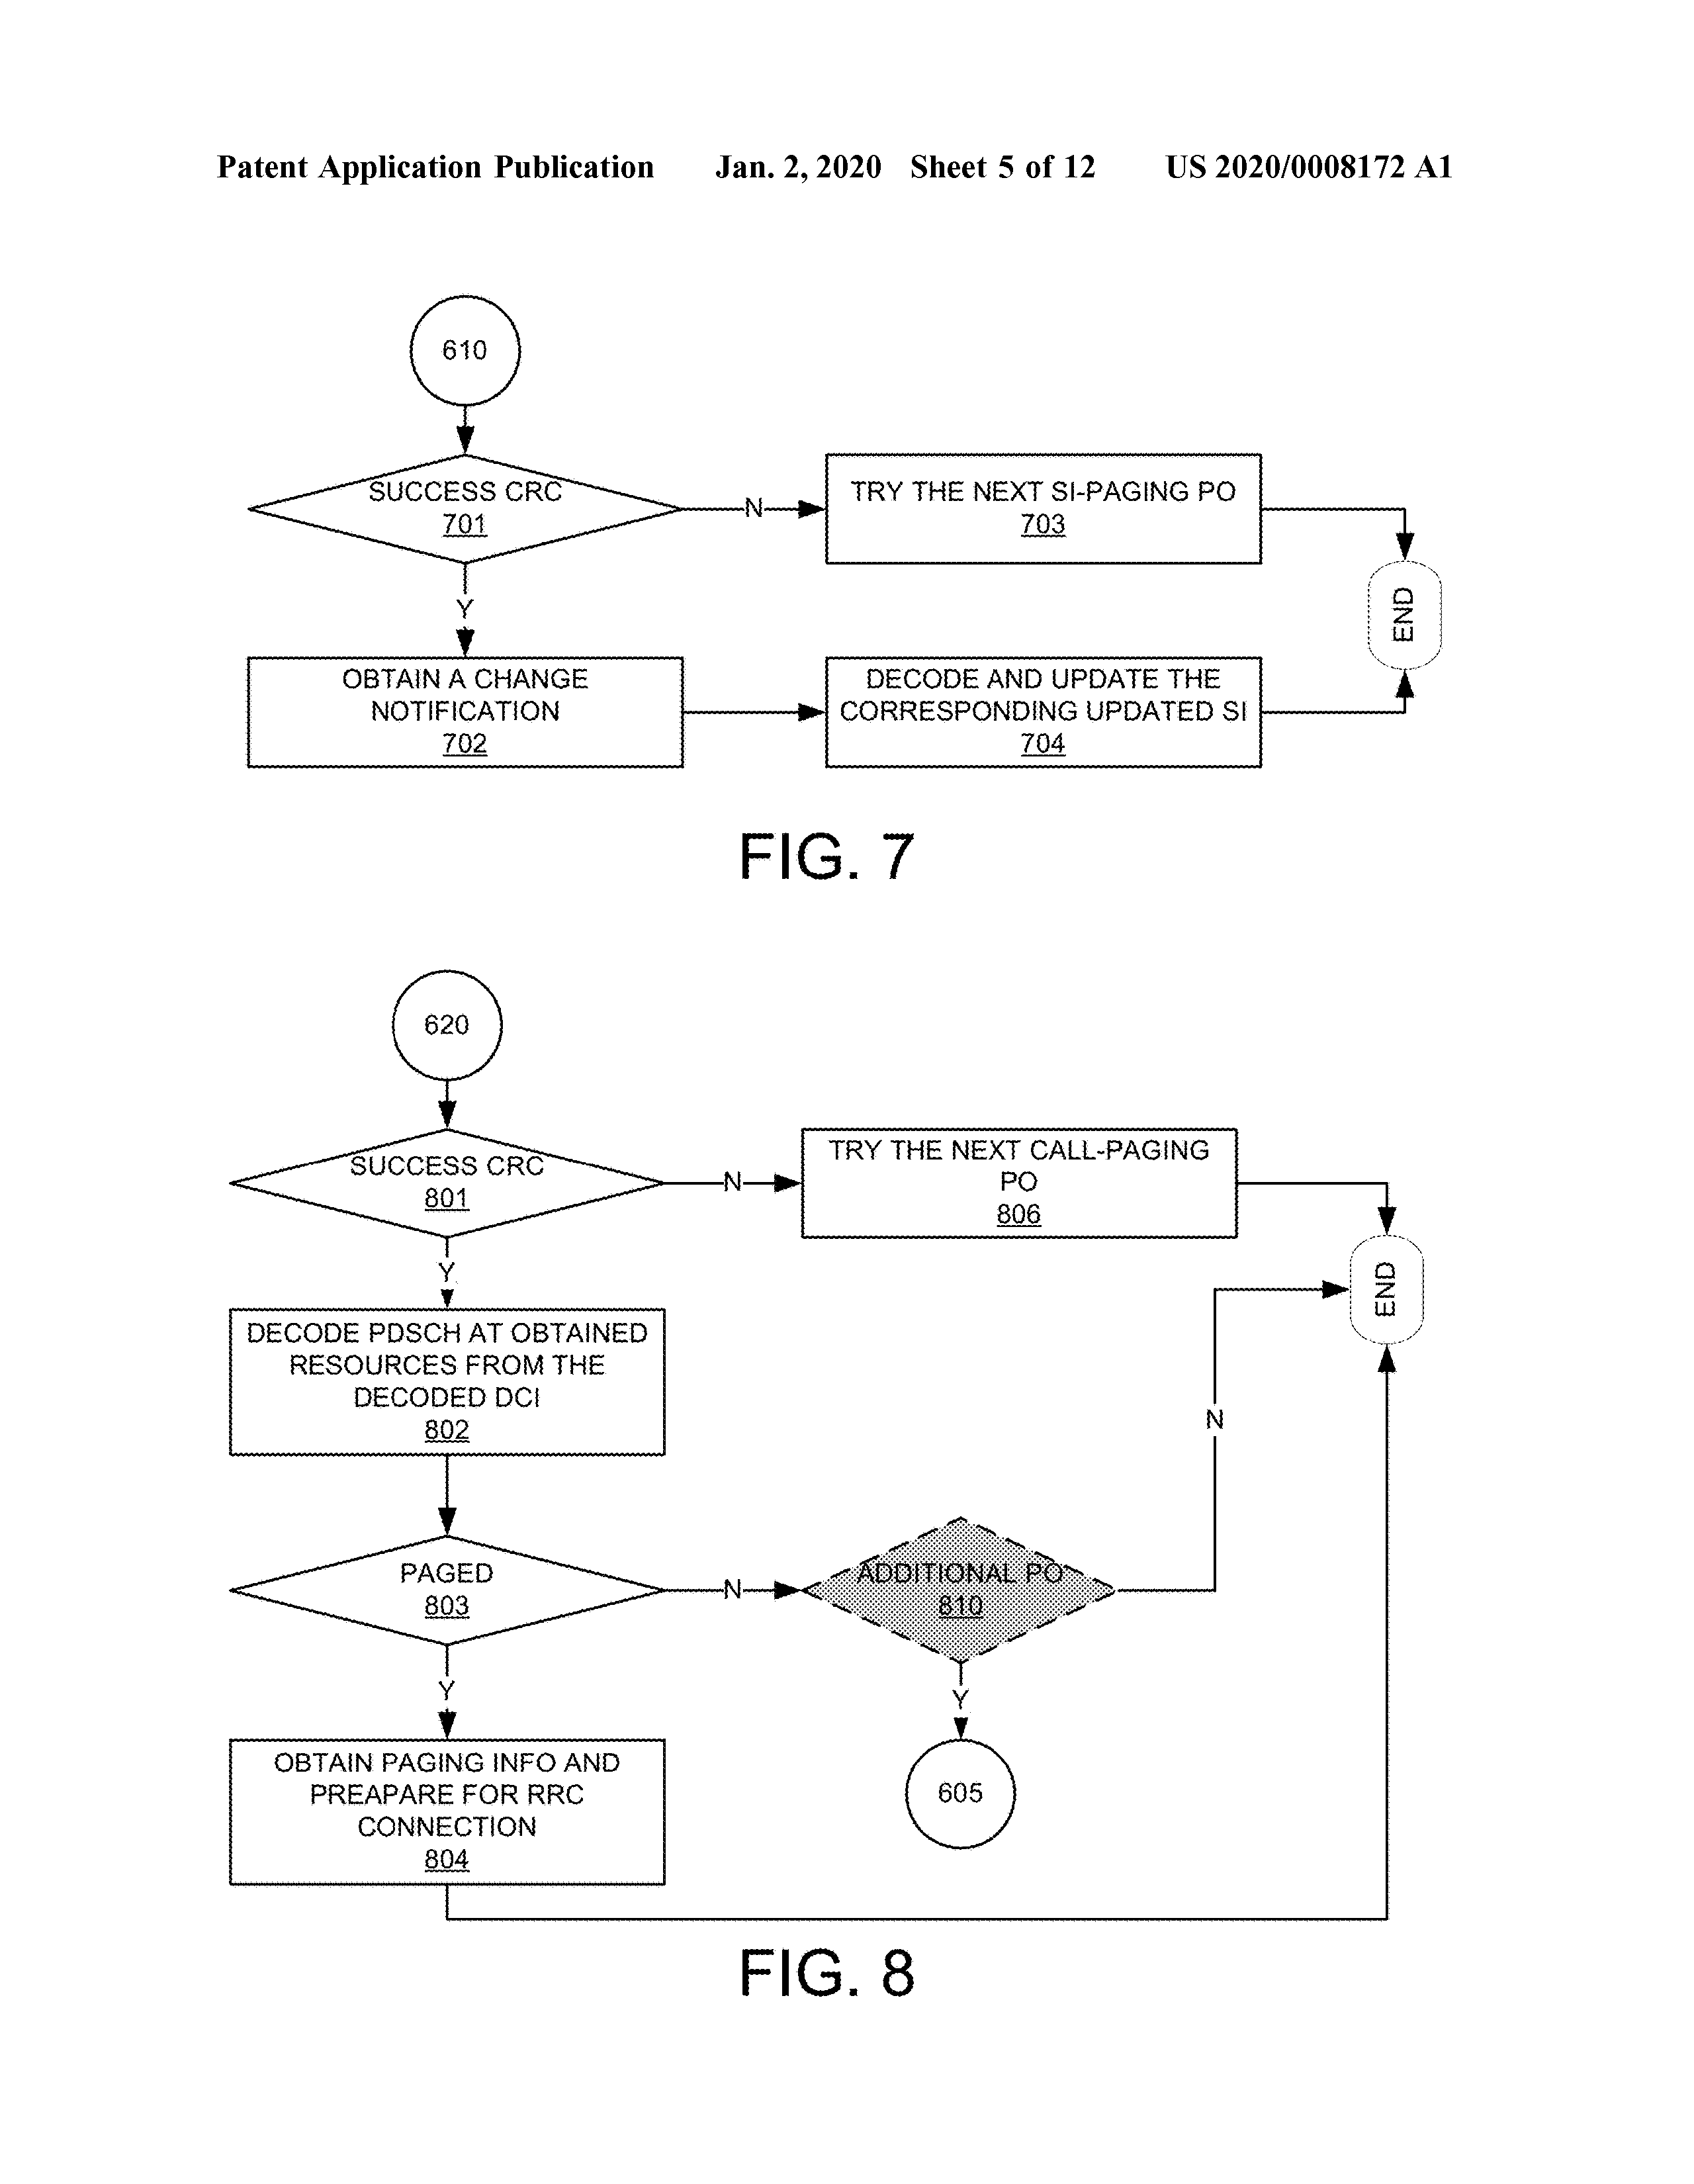 Patent Application Publication Jan. 2, 2020 Sheet 5 of 12 US 2020/0008172 A1
610
SUCCESS CRC
701
N
TRY THE NEXT SI-PAGING PO
703
END
Y
OBTAIN A CHANGE
NOTIFICATION
702
DECODE AND UPDATE THE
CORRESPONDING UPDATED SI
704
FIG. 7
620
SUCCESS CRC
801
N
TRY THE NEXT CALL-PAGING
PO
806
END
Y
DECODE PDSCH AT OBTAINED
RESOURCES FROM THE
DECODED DCI
802
N
PAGED
803
N
ADDITIONAL PO
810
Y
Y
OBTAIN PAGING INFO AND
PREAPARE FOR RRC
CONNECTION
804
605
FIG. 8